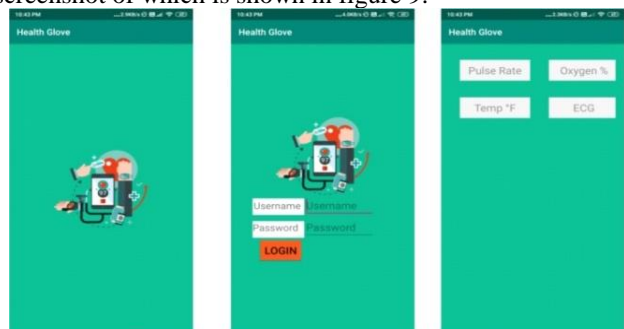 screenshot of which is shown in figure 9.
10:43 PM
Health Glove
10:43 PM
Health Glove
Username Username
Password Password
LOGIN
10:43 PM
Health Glove
Pulse Rate Oxygen %
Temp °F ECG